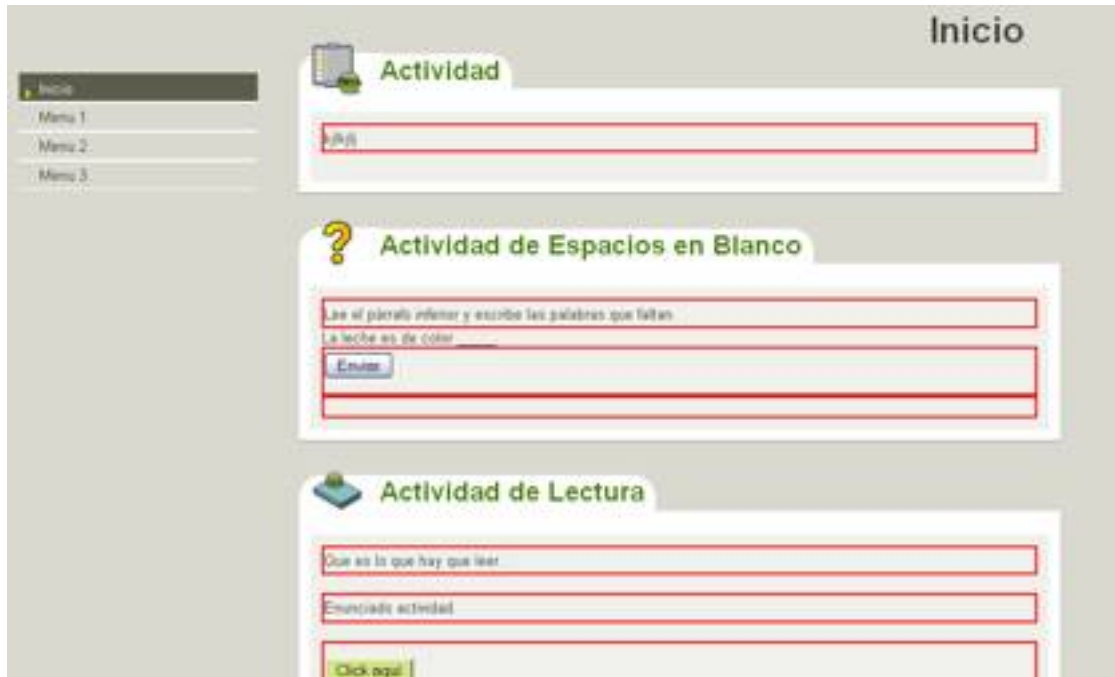 Inicio
Inicio
Menu 1
Menu 2
Menu 3
Actividad
Actividad de Espacios en Blanco
Lee el párrafo inferior y escribe las palabras que faltan
La leche es de color _____
Enviar
Actividad de Lectura
Que es lo que hay que leer
Enunciado actividad
Click aquí